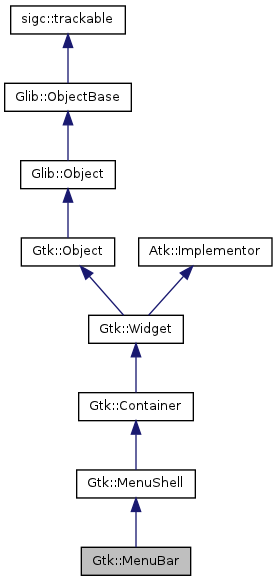 sigc::trackable
Glib::ObjectBase
Glib::Object
Gtk::Object
Atk::Implementor
Gtk::Widget
Gtk::Container
Gtk::MenuShell
Gtk::MenuBar